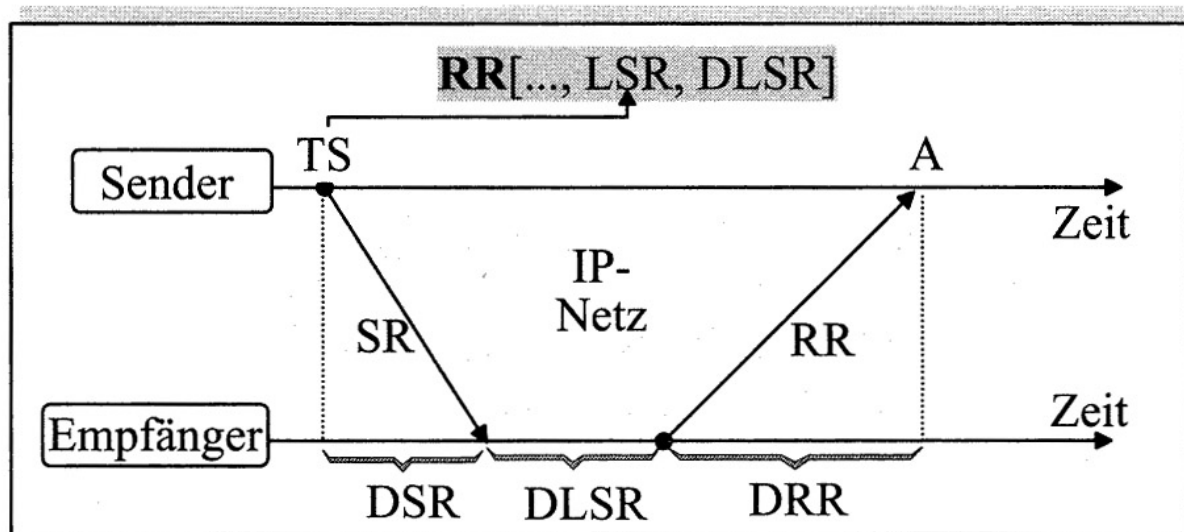 RR[..., LSR, DLSR]
TS
A
Sender
Zeit
IP-
Netz
SR
RR
Zeit
Empfänger
DSR
DLSR
DRR